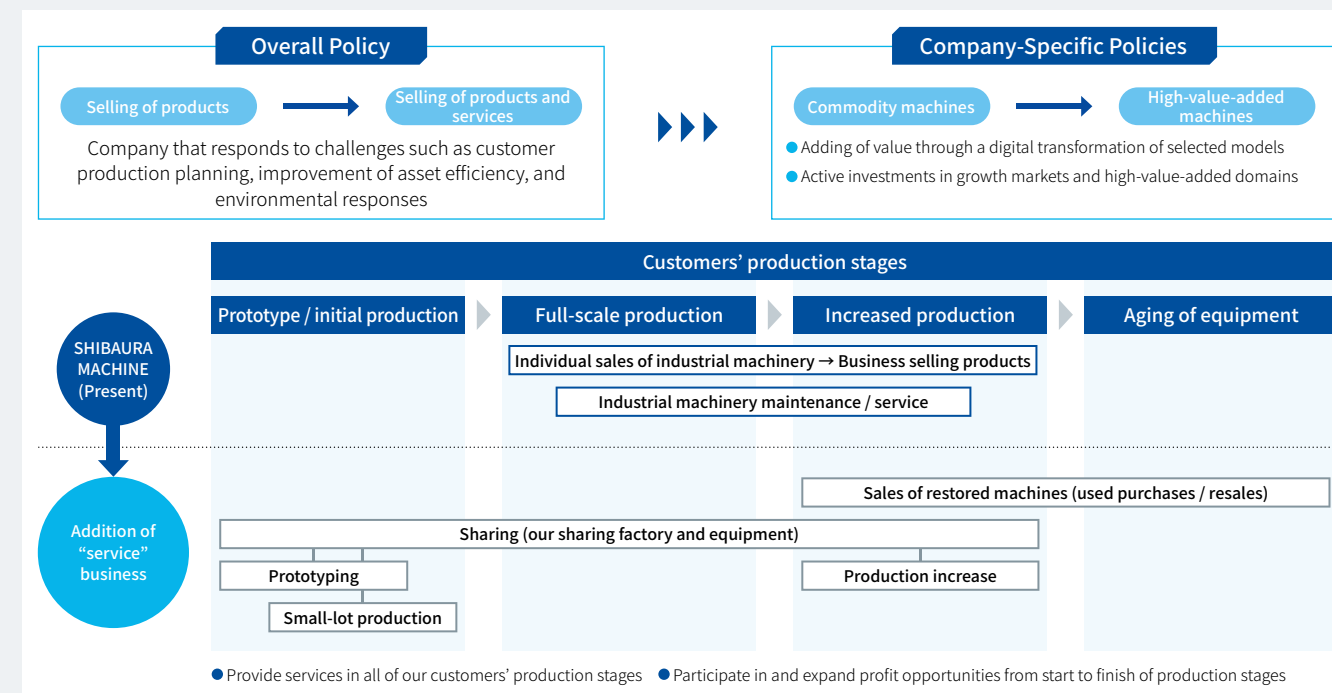 Overall Policy
Selling of products
Selling of products and
services
Company that responds to challenges such as customer
production planning, improvement of asset efficiency, and
environmental responses
Company-Specific Policies
Commodity machines
High-value-added
machines
● Adding of value through a digital transformation of selected models
● Active investments in growth markets and high-value-added domains
Customers’ production stages
Prototype / initial production
Full-scale production
Increased production
Aging of equipment
SHIBAURA
MACHINE
(Present)
Individual sales of industrial machinery → Business selling products
Industrial machinery maintenance / service
Addition of
“service”
business
Sales of restored machines (used purchases / resales)
Sharing (our sharing factory and equipment)
Prototyping
Production increase
Small-lot production
● Provide services in all of our customers’ production stages ● Participate in and expand profit opportunities from start to finish of production stages